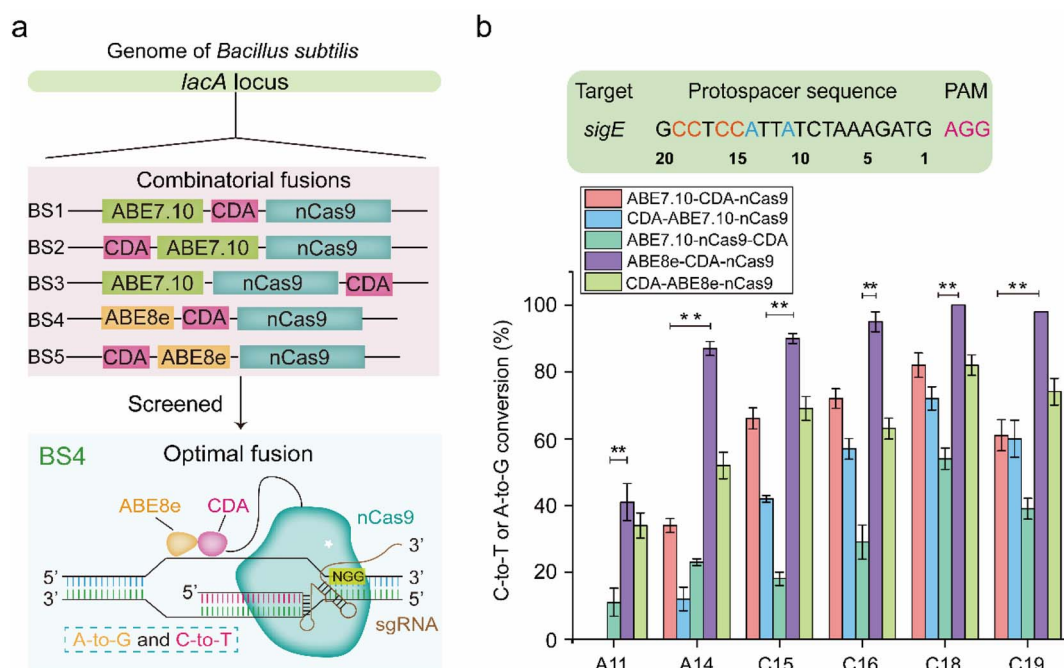 a
Genome of Bacillus subtilis
lacA locus
Combinatorial fusions
BS1 ABE7.10 CDA nCas9
BS2 CDA ABE7.10 nCas9
BS3 ABE7.10 nCas9 CDA
BS4 ABE8e CDA nCas9
BS5 CDA ABE8e nCas9
Screened
BS4 Optimal fusion
ABE8e CDA
nCas9
3’
5’ NGG 3’
3’ 5’ 5’
sgRNA
A-to-G and C-to-T
b
Target Protospacer sequence PAM
sigE GCCTCCATTATCTAAAGATG AGG
20 15 10 5 1
ABE7.10-CDA-nCas9
CDA-ABE7.10-nCas9
ABE7.10-nCas9-CDA
ABE8e-CDA-nCas9
CDA-ABE8e-nCas9
C-to-T or A-to-G conversion (%)
100
80
60
40
20
0
** ** ** ** ** **
A11 A14 C15 C16 C18 C19